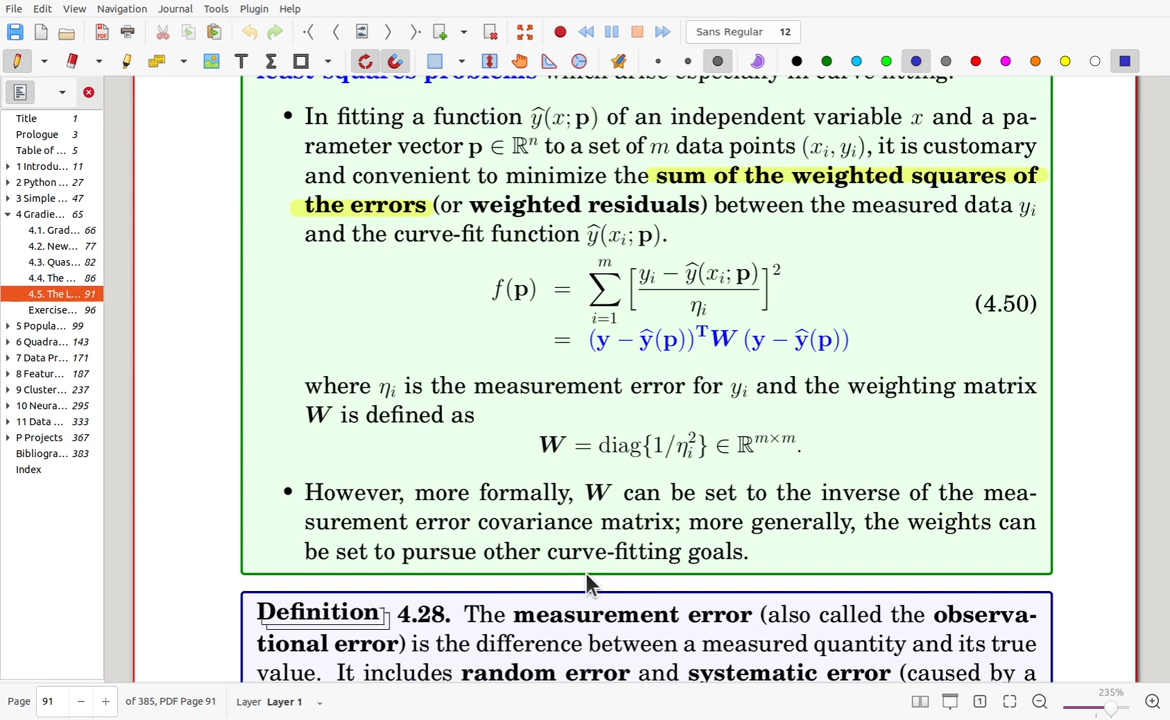 File Edit View Navigation Journal Tools Plugin Help
Sans Regular 12
Title 1
Prologue 3
Table of ... 5
1 Introdu... 11
2 Python ... 27
3 Simple ... 47
4 Gradie... 65
4.1. Grad... 66
4.2. New... 77
4.3. Quas... 82
4.4. The ... 86
4.5. The L... 91
Exercise... 96
5 Popula... 99
6 Quadra... 143
7 Data Pr... 171
8 Featur... 187
9 Cluster... 237
10 Neura... 295
11 Data ... 333
P Projects 367
Bibliogra... 383
Index
least squares problems which arise especially in curve fitting.
• In fitting a function ŷ(x; p) of an independent variable x and a pa-
rameter vector p ∈ ℝⁿ to a set of m data points (xᵢ, yᵢ), it is customary
and convenient to minimize the sum of the weighted squares of
the errors (or weighted residuals) between the measured data yᵢ
and the curve-fit function ŷ(xᵢ; p).
f(p) = ∑_{i=1}^{m} [ (yᵢ − ŷ(xᵢ; p)) / ηᵢ ]² (4.50)
= (y − ŷ(p))ᵀ W (y − ŷ(p))
where ηᵢ is the measurement error for yᵢ and the weighting matrix
W is defined as
W = diag{1/ηᵢ²} ∈ ℝ^{m×m}.
• However, more formally, W can be set to the inverse of the mea-
surement error covariance matrix; more generally, the weights can
be set to pursue other curve-fitting goals.
Definition 4.28. The measurement error (also called the observa-
tional error) is the difference between a measured quantity and its true
value. It includes random error and systematic error (caused by a
Page 91 − + of 385, PDF Page 91 Layer Layer 1 235%